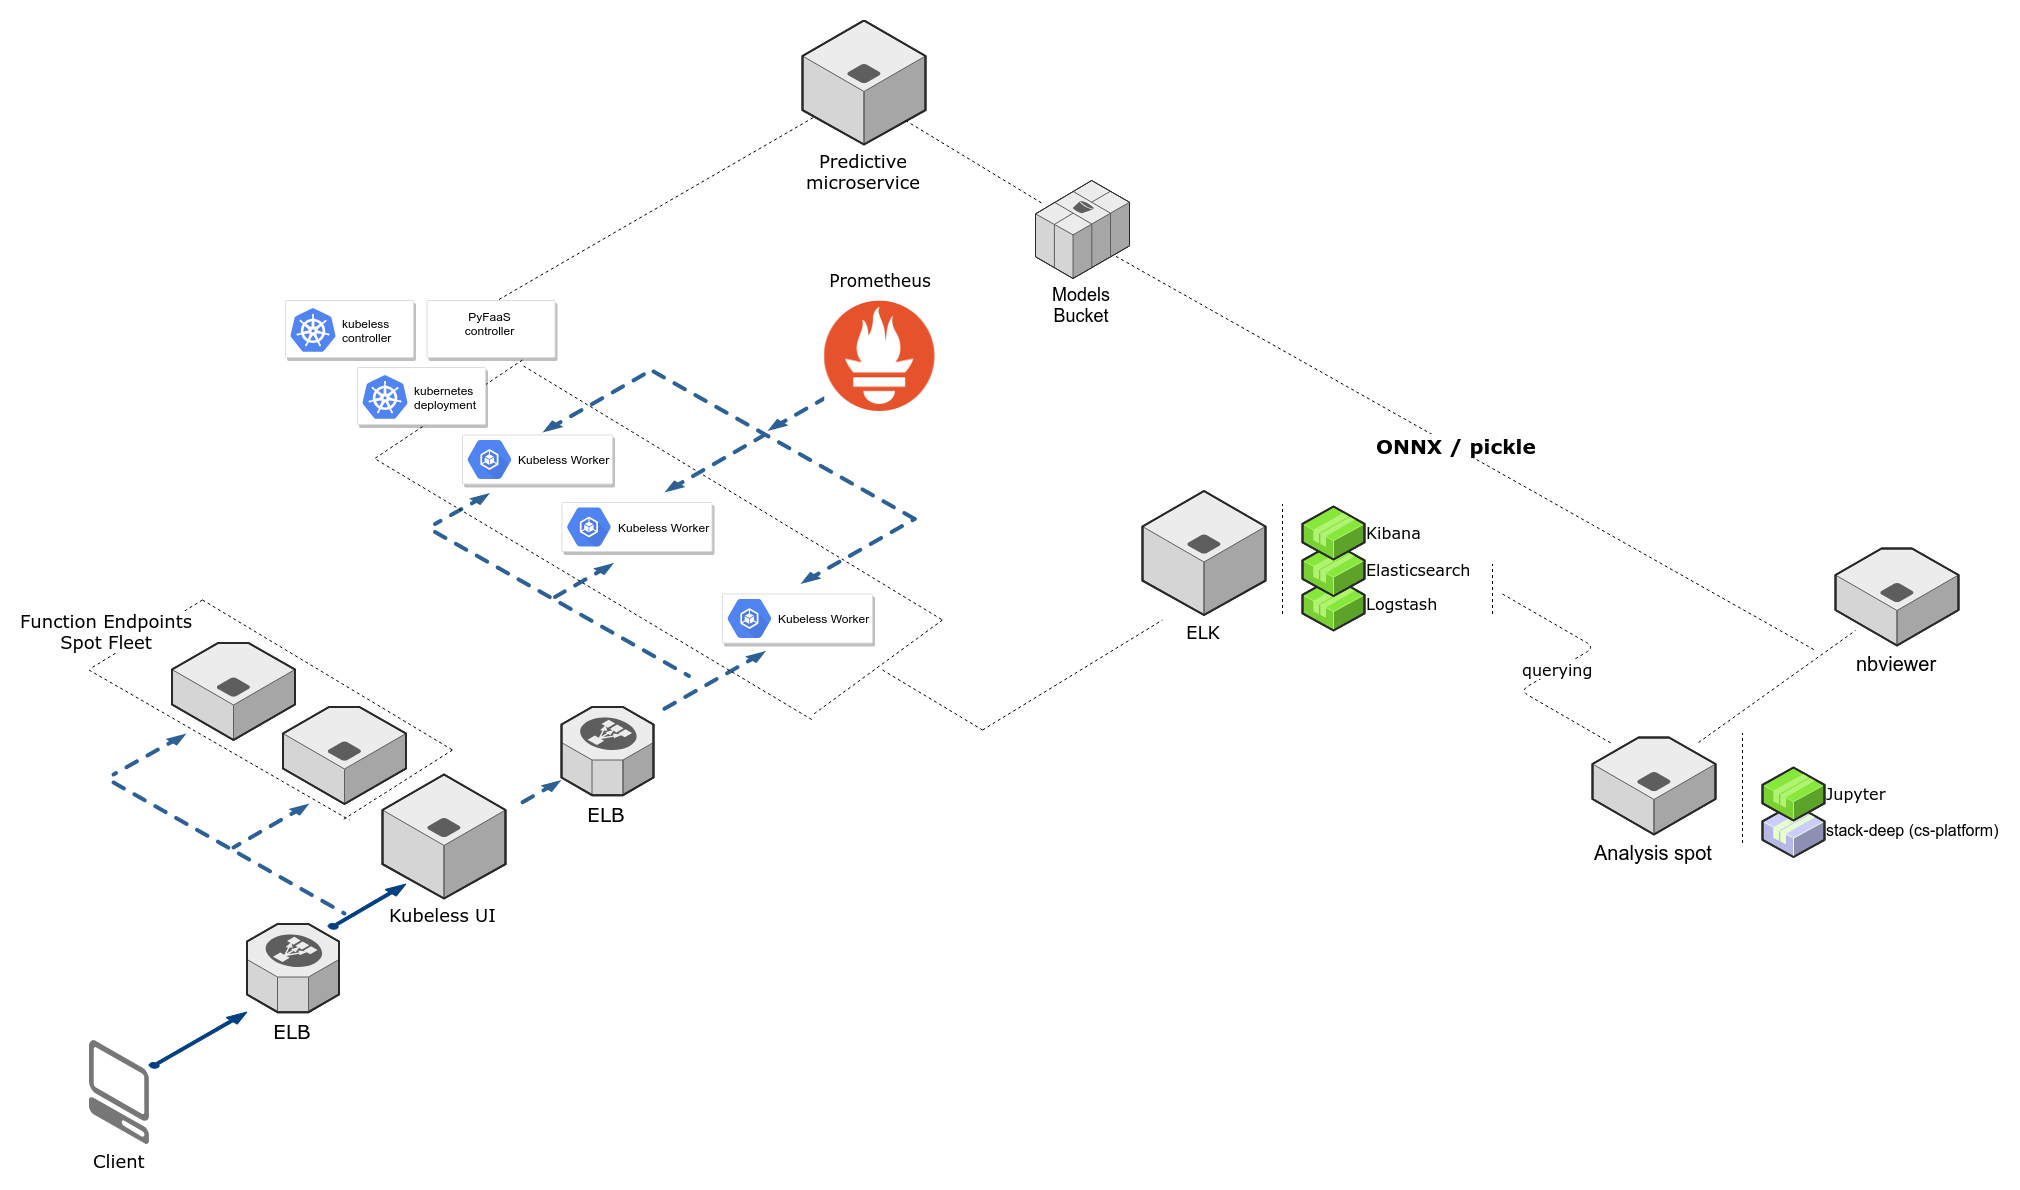 Predictive
microservice
Models
Bucket
Prometheus
kubeless
controller
PyFaaS
controller
kubernetes
deployment
Kubeless Worker
Kubeless Worker
Kubeless Worker
ONNX / pickle
Kibana
Elasticsearch
Logstash
ELK
querying
nbviewer
Function Endpoints
Spot Fleet
ELB
Jupyter
stack-deep (cs-platform)
Analysis spot
Kubeless UI
ELB
Client